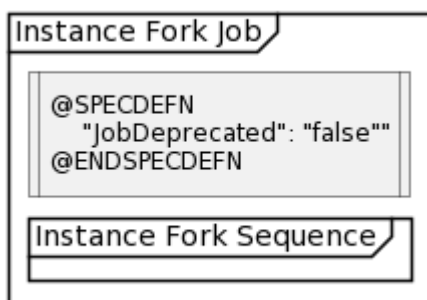 Instance Fork Job
@SPECDEFN
"JobDeprecated": "false""
@ENDSPECDEFN
Instance Fork Sequence